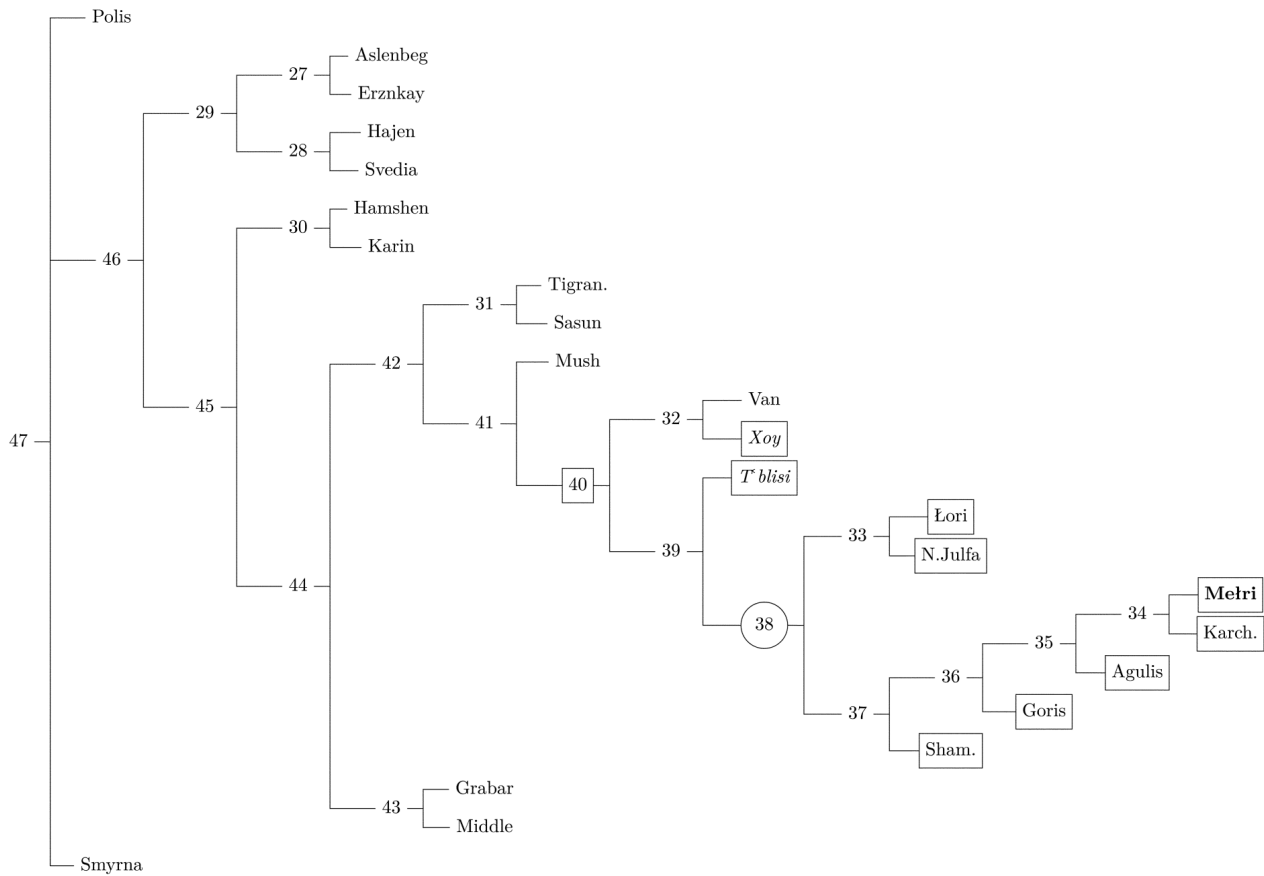 Polis
Aslenbeg
27
Erznkay
29
Hajen
28
Svedia
Hamshen
30
Karin
46
Tigran.
31
Sasun
Mush
42
Van
32
Xoy
45
41
47
Tʿblisi
40
Łori
33
N.Julfa
39
44
Mełri
34
Karch.
38
35
Agulis
36
Goris
37
Sham.
Grabar
43
Middle
Smyrna